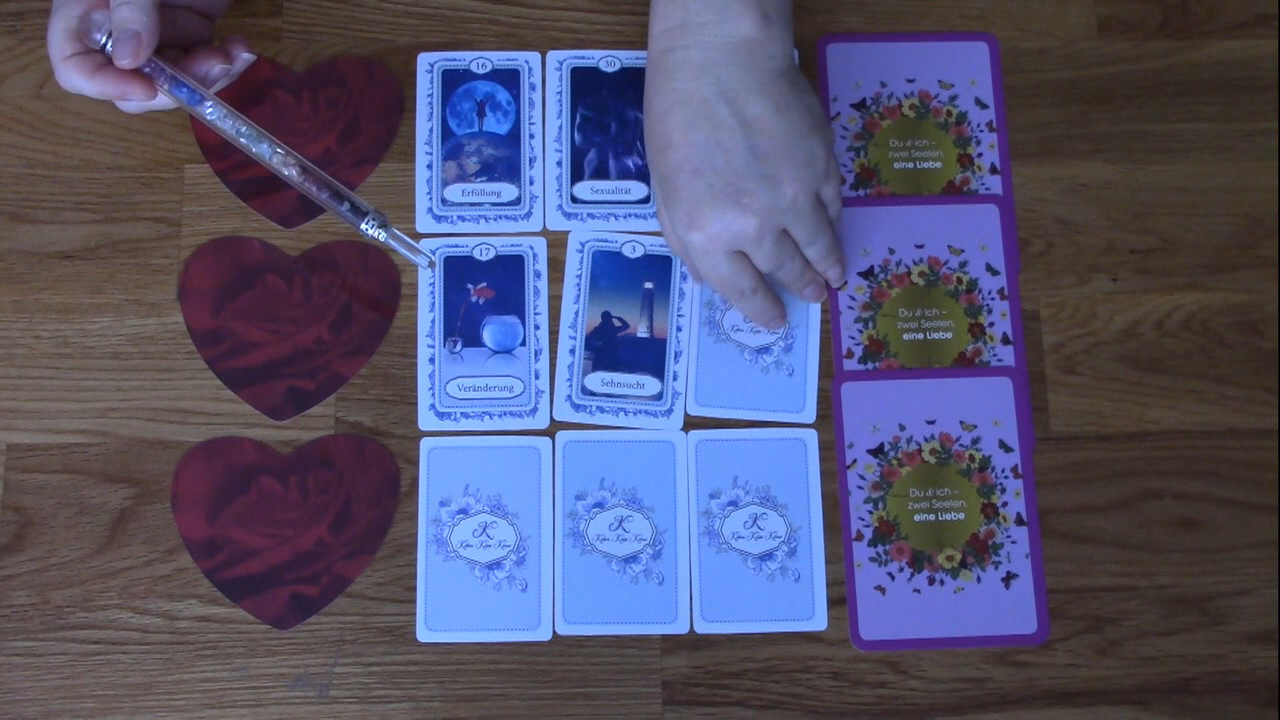 16
Erfüllung
30
Sexualität
17
Veränderung
3
Sehnsucht
K
K
K
Du & ich –
zwei Seelen,
eine Liebe
Du & ich –
zwei Seelen,
eine Liebe
Du & ich –
zwei Seelen,
eine Liebe